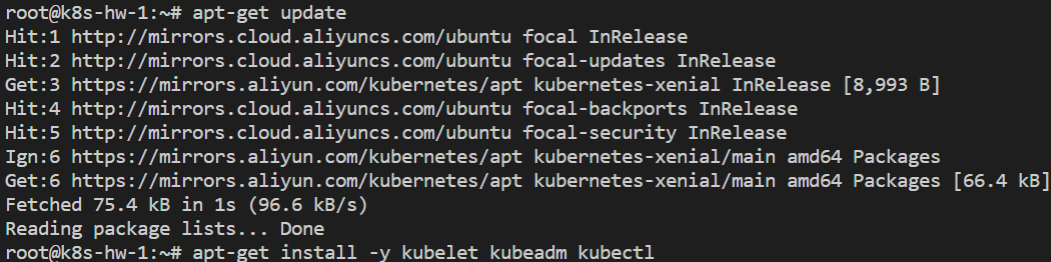 root@k8s-hw-1:~# apt-get update
Hit:1 http://mirrors.cloud.aliyuncs.com/ubuntu focal InRelease
Hit:2 http://mirrors.cloud.aliyuncs.com/ubuntu focal-updates InRelease
Get:3 https://mirrors.aliyun.com/kubernetes/apt kubernetes-xenial InRelease [8,993 B]
Hit:4 http://mirrors.cloud.aliyuncs.com/ubuntu focal-backports InRelease
Hit:5 http://mirrors.cloud.aliyuncs.com/ubuntu focal-security InRelease
Ign:6 https://mirrors.aliyun.com/kubernetes/apt kubernetes-xenial/main amd64 Packages
Get:6 https://mirrors.aliyun.com/kubernetes/apt kubernetes-xenial/main amd64 Packages [66.4 kB]
Fetched 75.4 kB in 1s (96.6 kB/s)
Reading package lists... Done
root@k8s-hw-1:~# apt-get install -y kubelet kubeadm kubectl